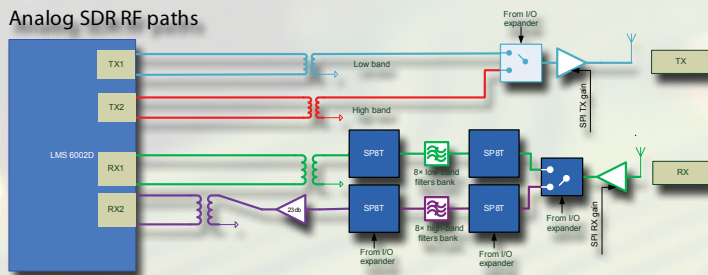 Analog SDR RF paths
From I/O
expander
TX1
Low band
TX
TX2
High band
SPI TX gain
LMS 6002D
RX1
SP8T
8× low-band
filters bank
SP8T
RX
RX2
23db
SP8T
8× high-band
filters bank
SP8T
From I/O
expander
SPI RX gain
From I/O
expander
From I/O
expander